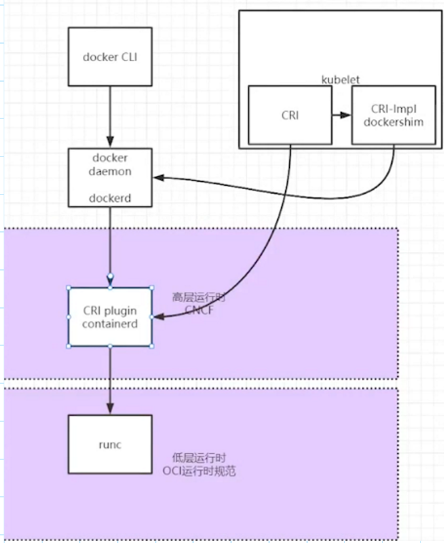 docker CLI
kubelet
CRI
CRI-Impl
dockershim
docker
daemon
dockerd
CRI plugin
containerd
高层运行时
CNCF
runc
低层运行时
OCI运行时规范